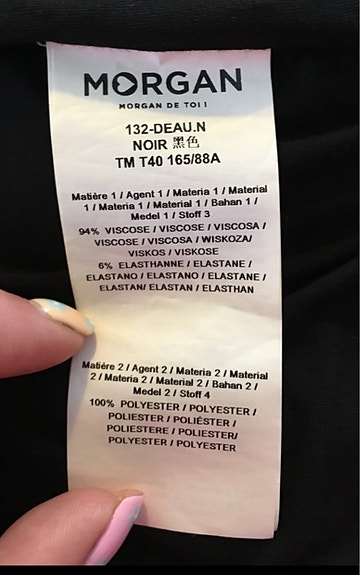 MORGAN
MORGAN DE TOI !
132-DEAU.N
NOIR 黑色
TM T40 165/88A
Matière 1 / Agent 1 / Materia 1 / Material
1 / Materia 1 / Material 1 / Bahan 1 /
Medel 1 / Stoff 3
94% VISCOSE / VISCOSE / VISCOSA /
VISCOSE / VISCOSA / WISKOZA/
VISKOS / VISKOSE
6% ELASTHANNE / ELASTANE /
ELASTANO / ELASTANO / ELASTANE /
ELASTAN/ ELASTAN / ELASTHAN
Matière 2 / Agent 2 / Materia 2 / Material
2 / Materia 2 / Material 2 / Bahan 2 /
Medel 2 / Stoff 4
100% POLYESTER / POLYESTER /
POLIESTER / POLIÉSTER /
POLIESTERE / POLIESTER/
POLYESTER / POLYESTER